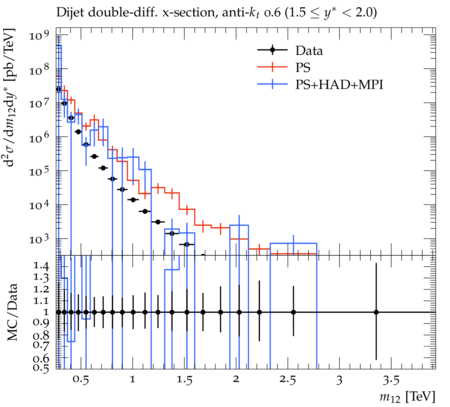 Dijet double-diff. x-section, anti-kt 0.6 (1.5 ≤ y* < 2.0)
d²σ/dm₁₂dy* [pb/TeV]
10⁹
10⁸
10⁷
10⁶
10⁵
10⁴
10³
Data
PS
PS+HAD+MPI
MC/Data
1.4
1.3
1.2
1.1
1
0.9
0.8
0.7
0.6
0.5
0.5 1 1.5 2 2.5 3 3.5
m₁₂ [TeV]